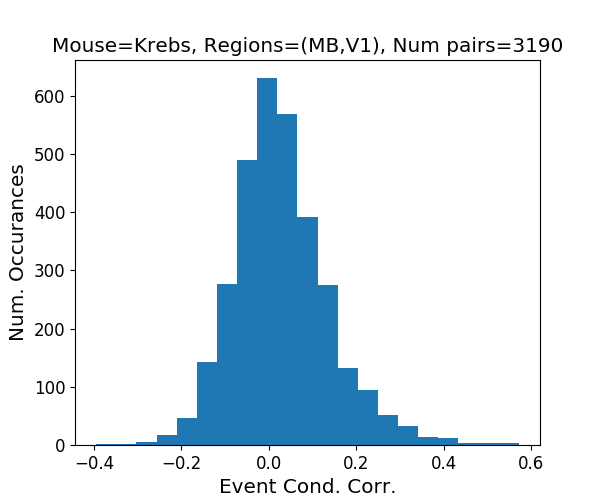 Mouse=Krebs, Regions=(MB,V1), Num pairs=3190
600
500
400
300
200
100
0
Num. Occurances
−0.4 −0.2 0.0 0.2 0.4 0.6
Event Cond. Corr.